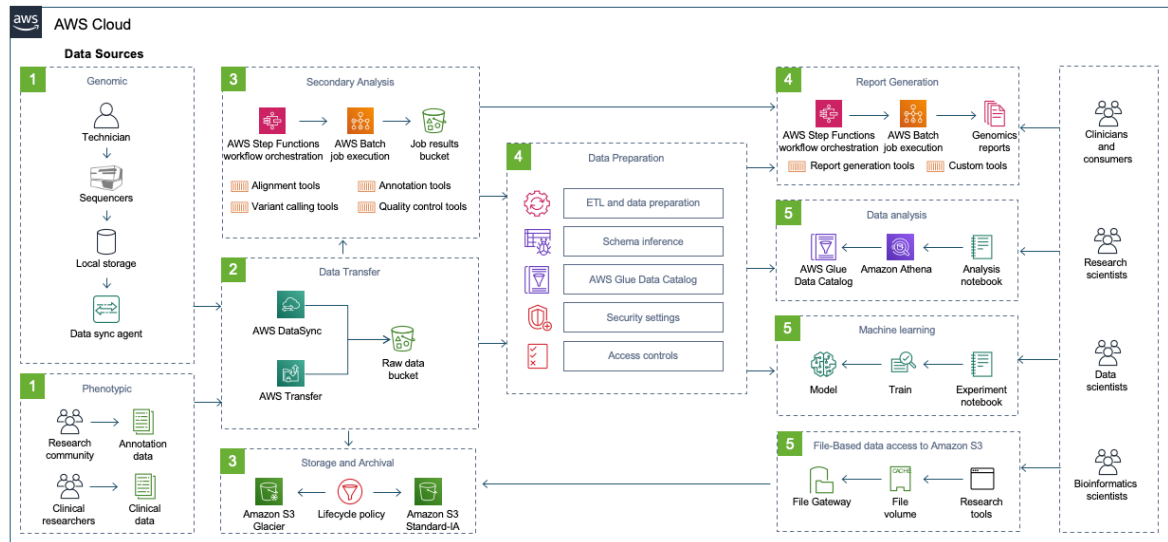 aws
AWS Cloud
Data Sources
1
Genomic
Technician
Sequencers
Local storage
Data sync agent
1
Phenotypic
Research
community
Annotation
data
Clinical
researchers
Clinical
data
3
Secondary Analysis
AWS Step Functions
workflow orchestration
AWS Batch
job execution
Job results
bucket
Alignment tools
Annotation tools
Variant calling tools
Quality control tools
2
Data Transfer
AWS DataSync
AWS Transfer
Raw data
bucket
3
Storage and Archival
Amazon S3
Glacier
Lifecycle policy
Amazon S3
Standard-IA
4
Data Preparation
ETL and data preparation
Schema inference
AWS Glue Data Catalog
Security settings
Access controls
4
Report Generation
AWS Step Functions
workflow orchestration
AWS Batch
job execution
Genomics
reports
Report generation tools
Custom tools
5
Data analysis
AWS Glue
Data Catalog
Amazon Athena
Analysis
notebook
5
Machine learning
Model
Train
Experiment
notebook
5
File-Based data access to Amazon S3
File Gateway
CACHE
File
volume
Research
tools
Clinicians
and
consumers
Research
scientists
Data
scientists
Bioinformatics
scientists